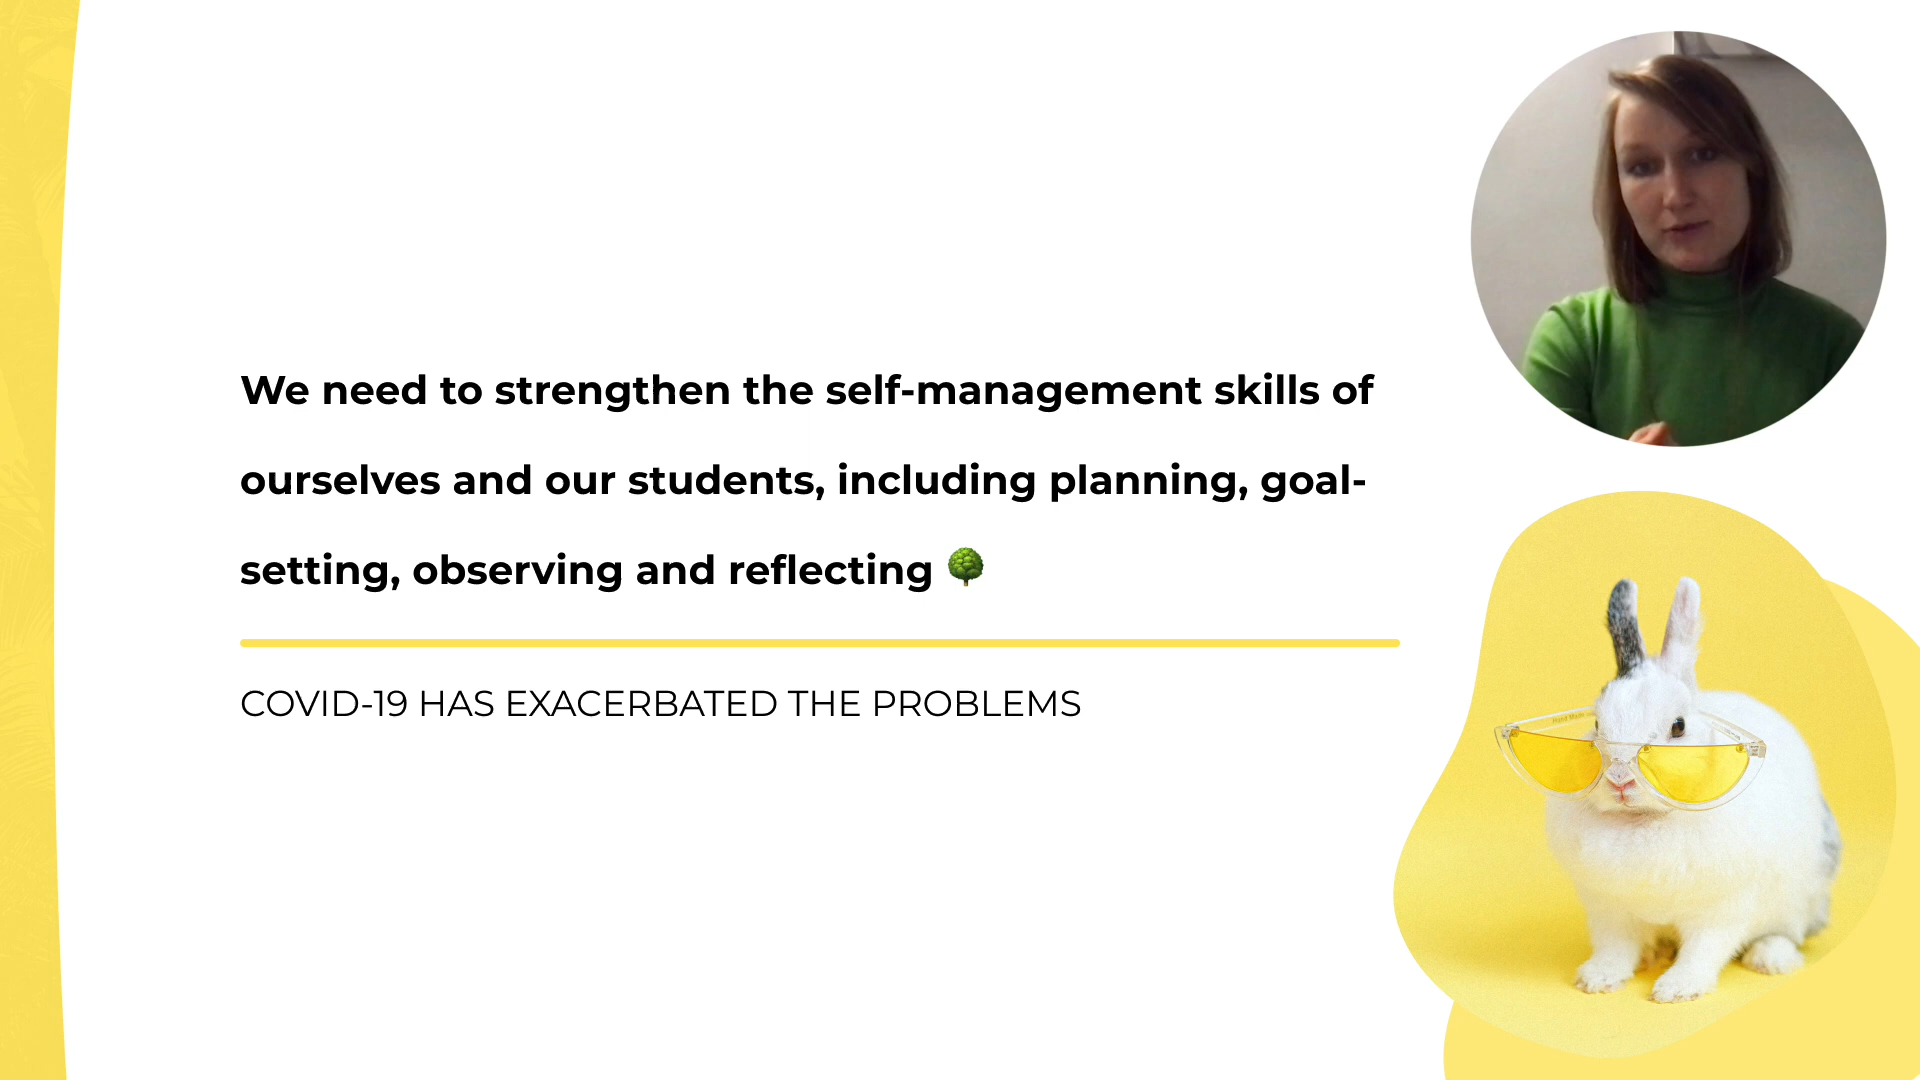 We need to strengthen the self-management skills of
ourselves and our students, including planning, goal-
setting, observing and reflecting 🌳
COVID-19 HAS EXACERBATED THE PROBLEMS